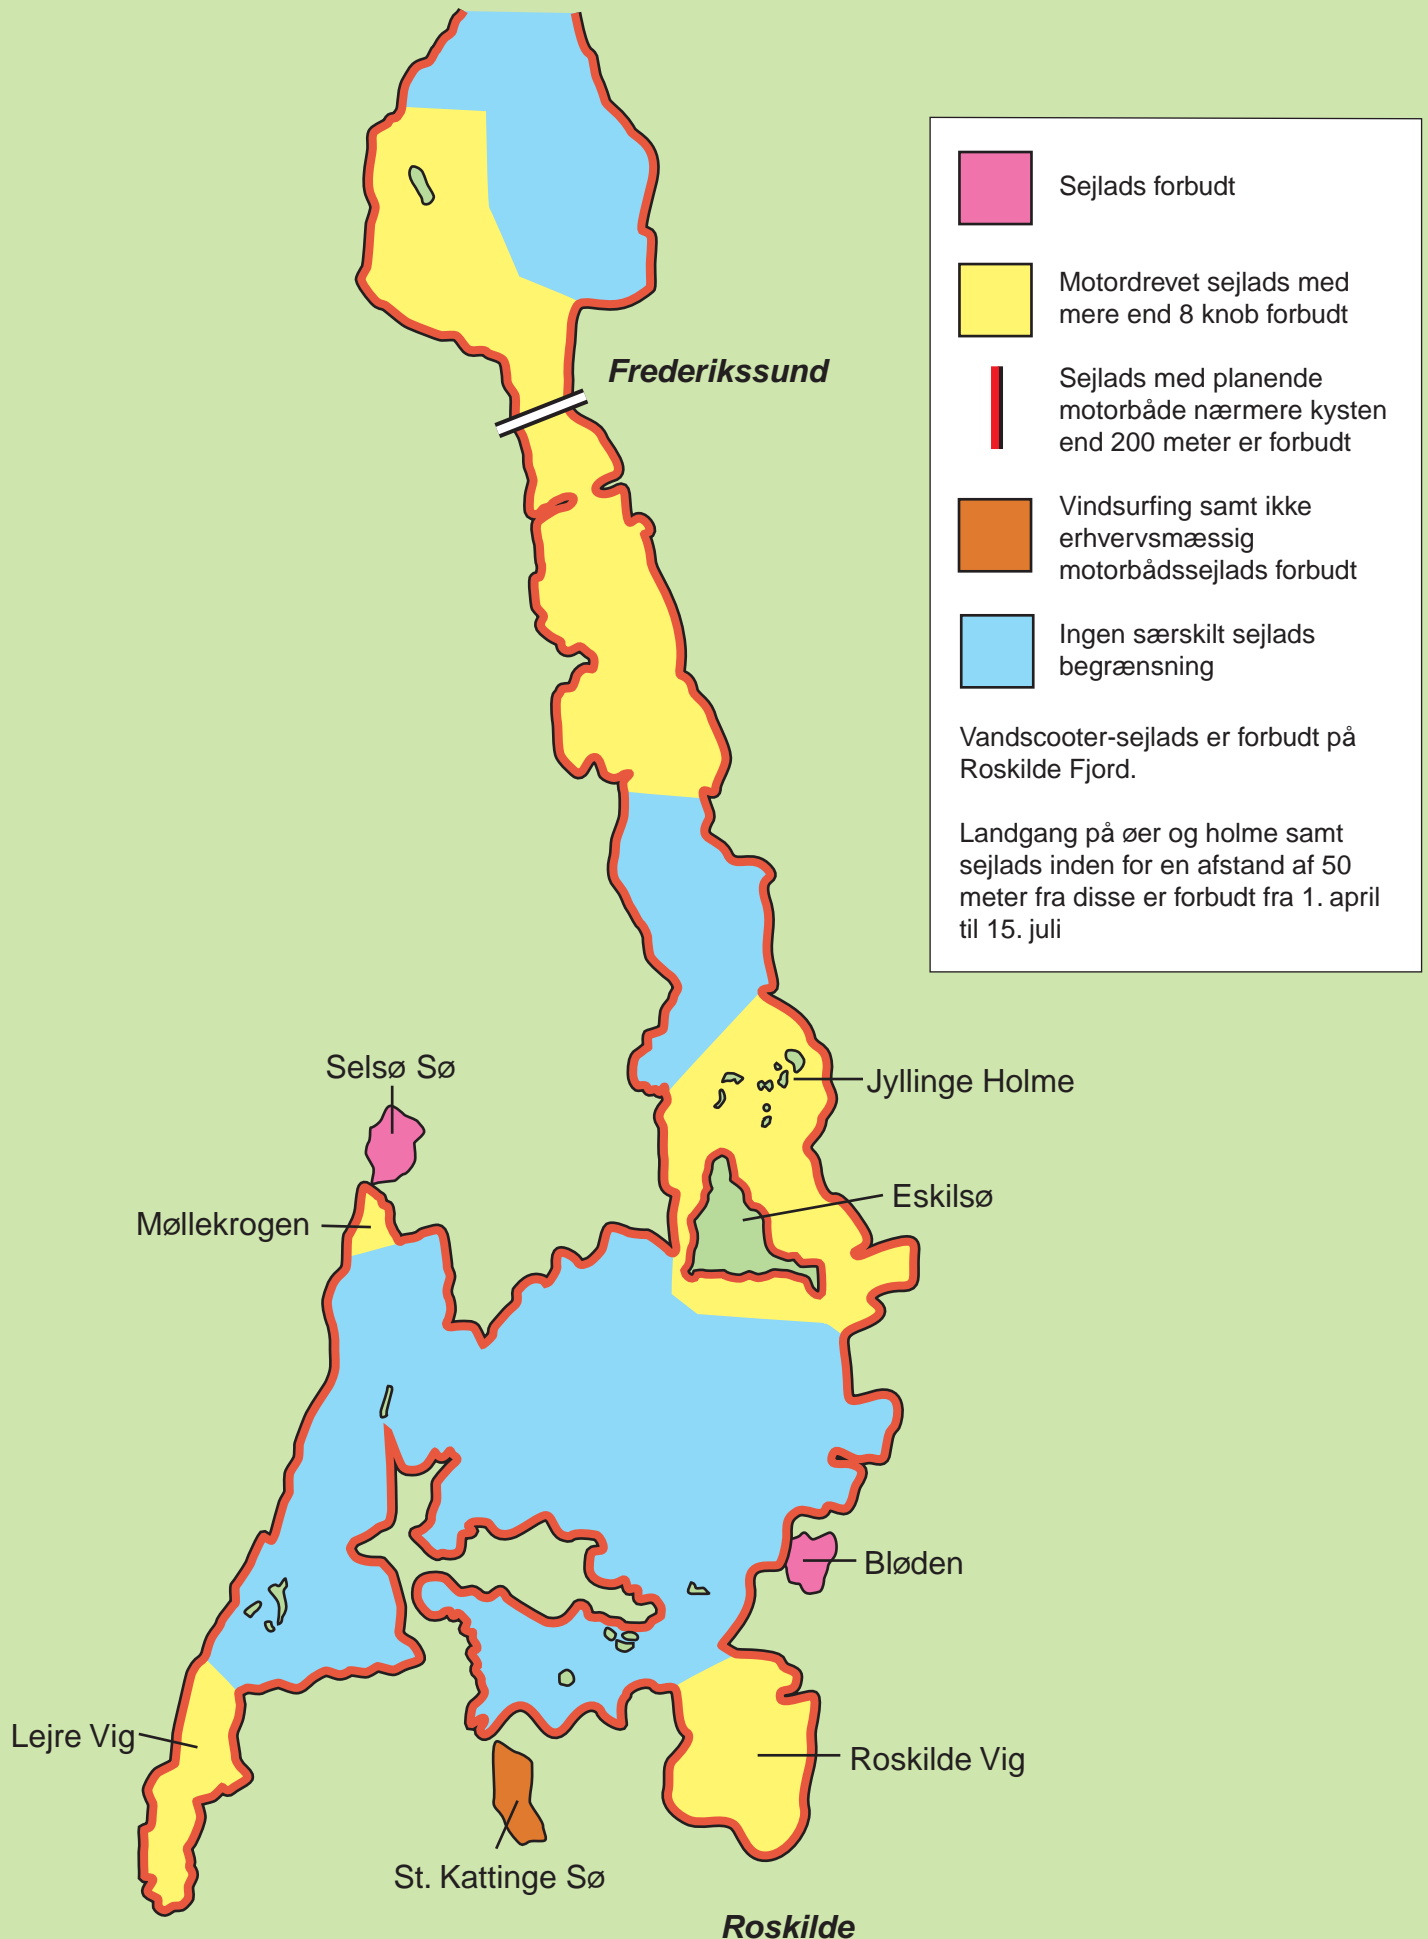 Sejlads forbudt
Motordrevet sejlads med
mere end 8 knob forbudt
Frederikssund
Sejlads med planende
motorbåde nærmere kysten
end 200 meter er forbudt
Vindsurfing samt ikke
erhvervsmæssig
motorbådssejlads forbudt
Ingen særskilt sejlads
begrænsning
Vandscooter-sejlads er forbudt på
Roskilde Fjord.
Landgang på øer og holme samt
sejlads inden for en afstand af 50
meter fra disse er forbudt fra 1. april
til 15. juli
Selsø Sø
Jyllinge Holme
Eskilsø
Møllekrogen
Bløden
Lejre Vig
Roskilde Vig
St. Kattinge Sø
Roskilde